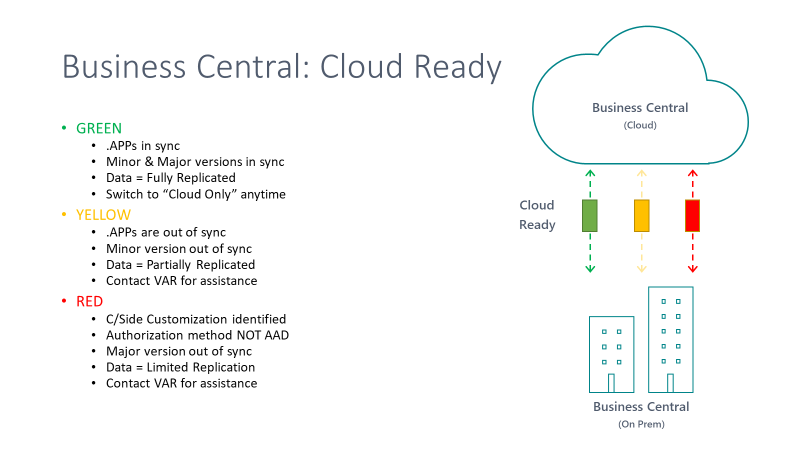 Business Central: Cloud Ready
• GREEN
• .APPs in sync
• Minor & Major versions in sync
• Data = Fully Replicated
• Switch to “Cloud Only” anytime
• YELLOW
• .APPs are out of sync
• Minor version out of sync
• Data = Partially Replicated
• Contact VAR for assistance
• RED
• C/Side Customization identified
• Authorization method NOT AAD
• Major version out of sync
• Data = Limited Replication
• Contact VAR for assistance
Business Central
(Cloud)
Cloud
Ready
Business Central
(On Prem)